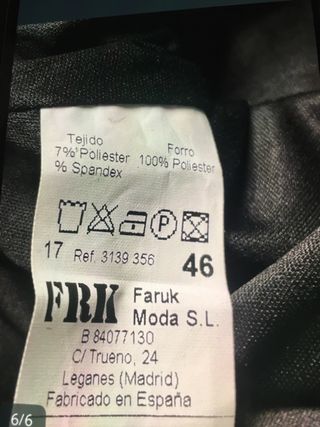 Tejido Forro
Poliester 100% Poliester
% Spandex
P
17 Ref. 3139 356 46
FRK Faruk
Moda S.L.
B 84077130
C/ Trueno, 24
Leganes (Madrid)
Fabricado en España
6/6